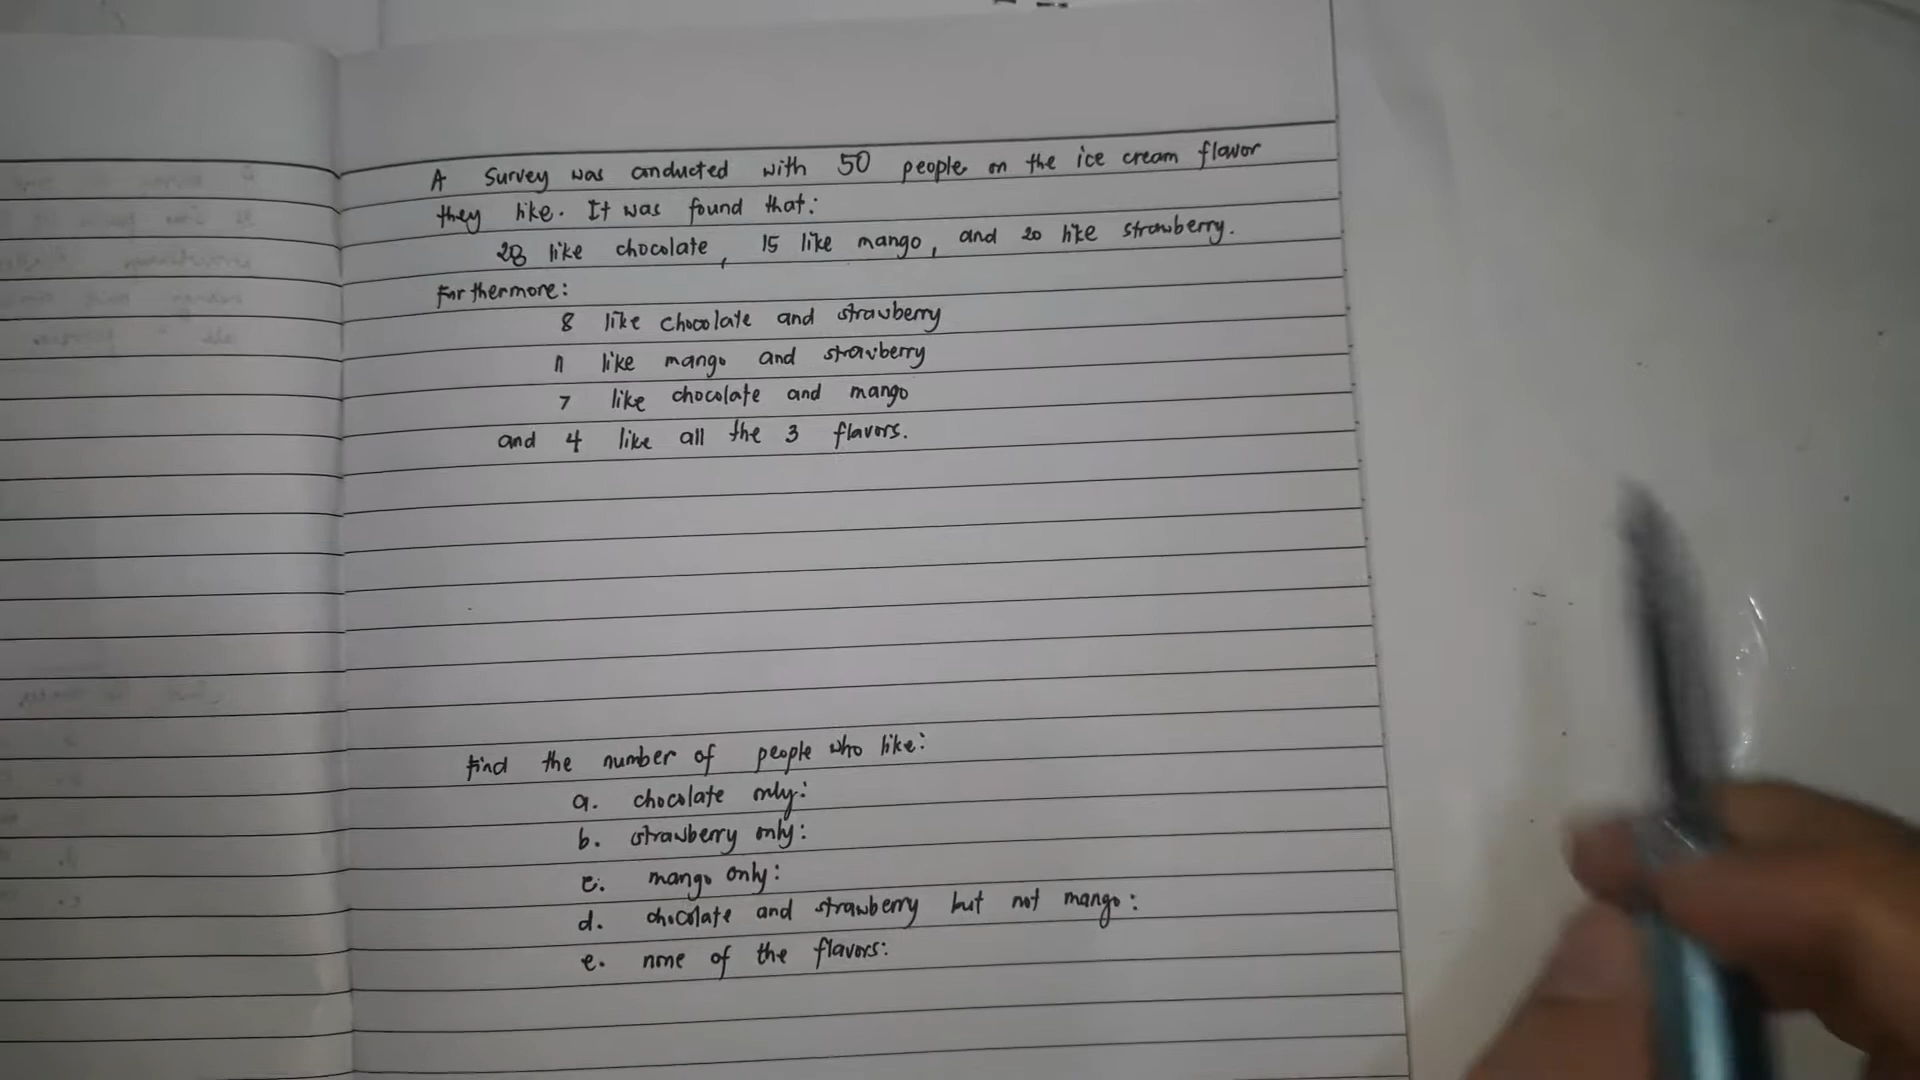 A survey was conducted with 50 people on the ice cream flavor
they like. It was found that:
28 like chocolate, 15 like mango, and 20 like strawberry.
Furthermore:
8 like chocolate and strawberry
11 like mango and strawberry
7 like chocolate and mango
and 4 like all the 3 flavors.
Find the number of people who like:
a. chocolate only:
b. strawberry only:
c. mango only:
d. chocolate and strawberry but not mango:
e. none of the flavors: